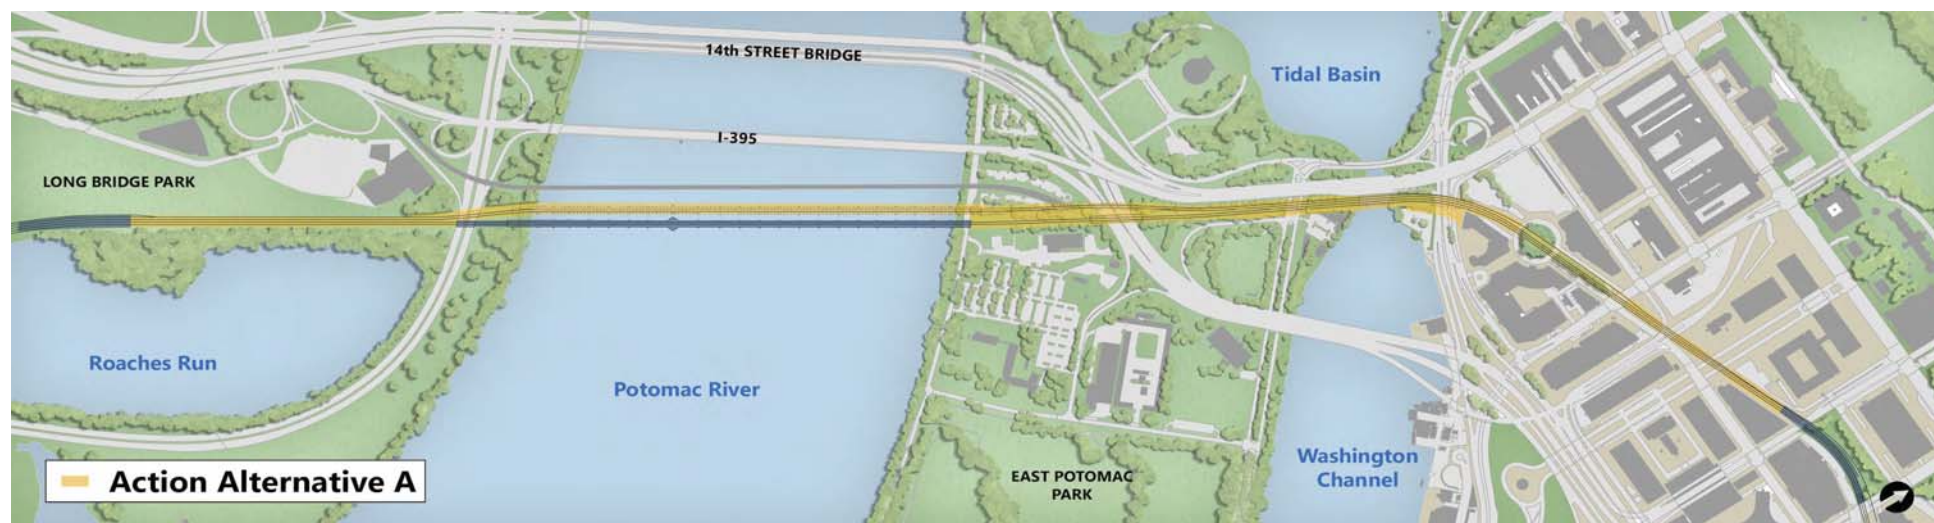 14th STREET BRIDGE
Tidal Basin
I-395
LONG BRIDGE PARK
Roaches Run
Potomac River
Washington
Channel
EAST POTOMAC
PARK
Action Alternative A